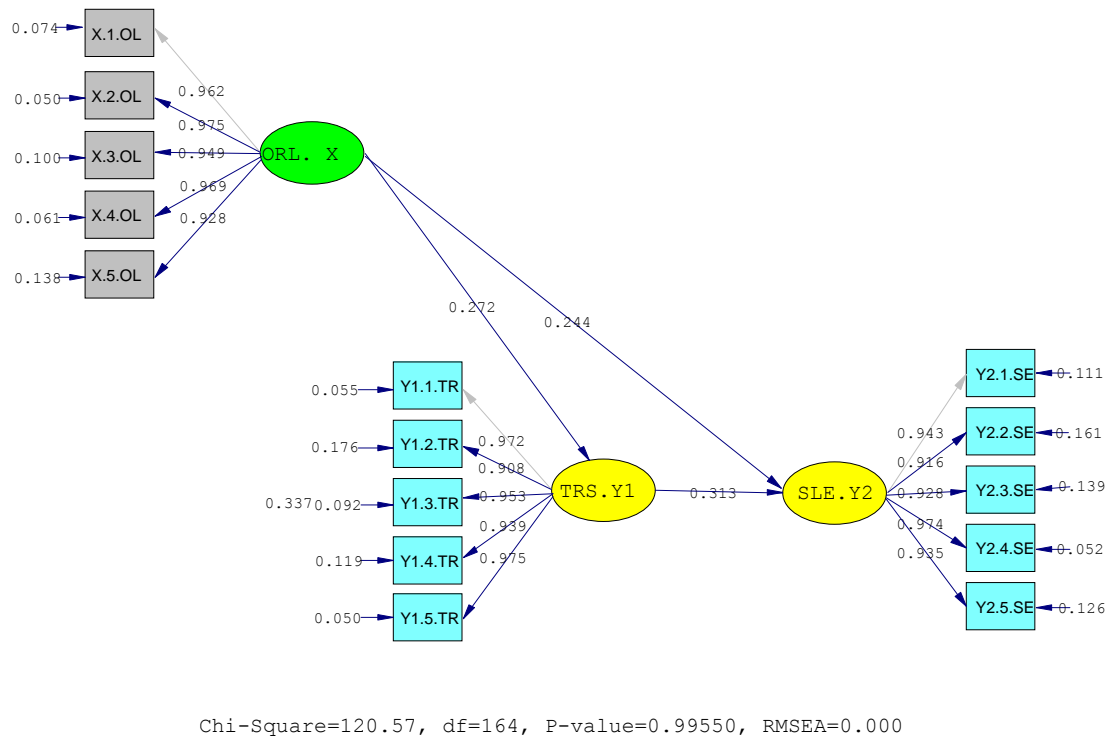 0.074
X.1.OL
0.962
0.050
X.2.OL
0.975
0.100
X.3.OL
0.949
ORL. X
0.969
0.061
X.4.OL
0.928
0.138
X.5.OL
0.272
0.244
0.055
Y1.1.TR
0.972
0.176
Y1.2.TR
0.908
0.337
0.092
Y1.3.TR
0.953
0.939
0.119
Y1.4.TR
0.975
0.050
Y1.5.TR
TRS.Y1
0.313
SLE.Y2
Y2.1.SE
0.111
0.943
Y2.2.SE
0.161
0.916
Y2.3.SE
0.139
0.928
0.974
Y2.4.SE
0.052
0.935
Y2.5.SE
0.126
Chi-Square=120.57, df=164, P-value=0.99550, RMSEA=0.000